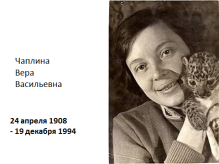 Чаплина
Вера
Васильевна
24 апреля 1908
- 19 декабря 1994